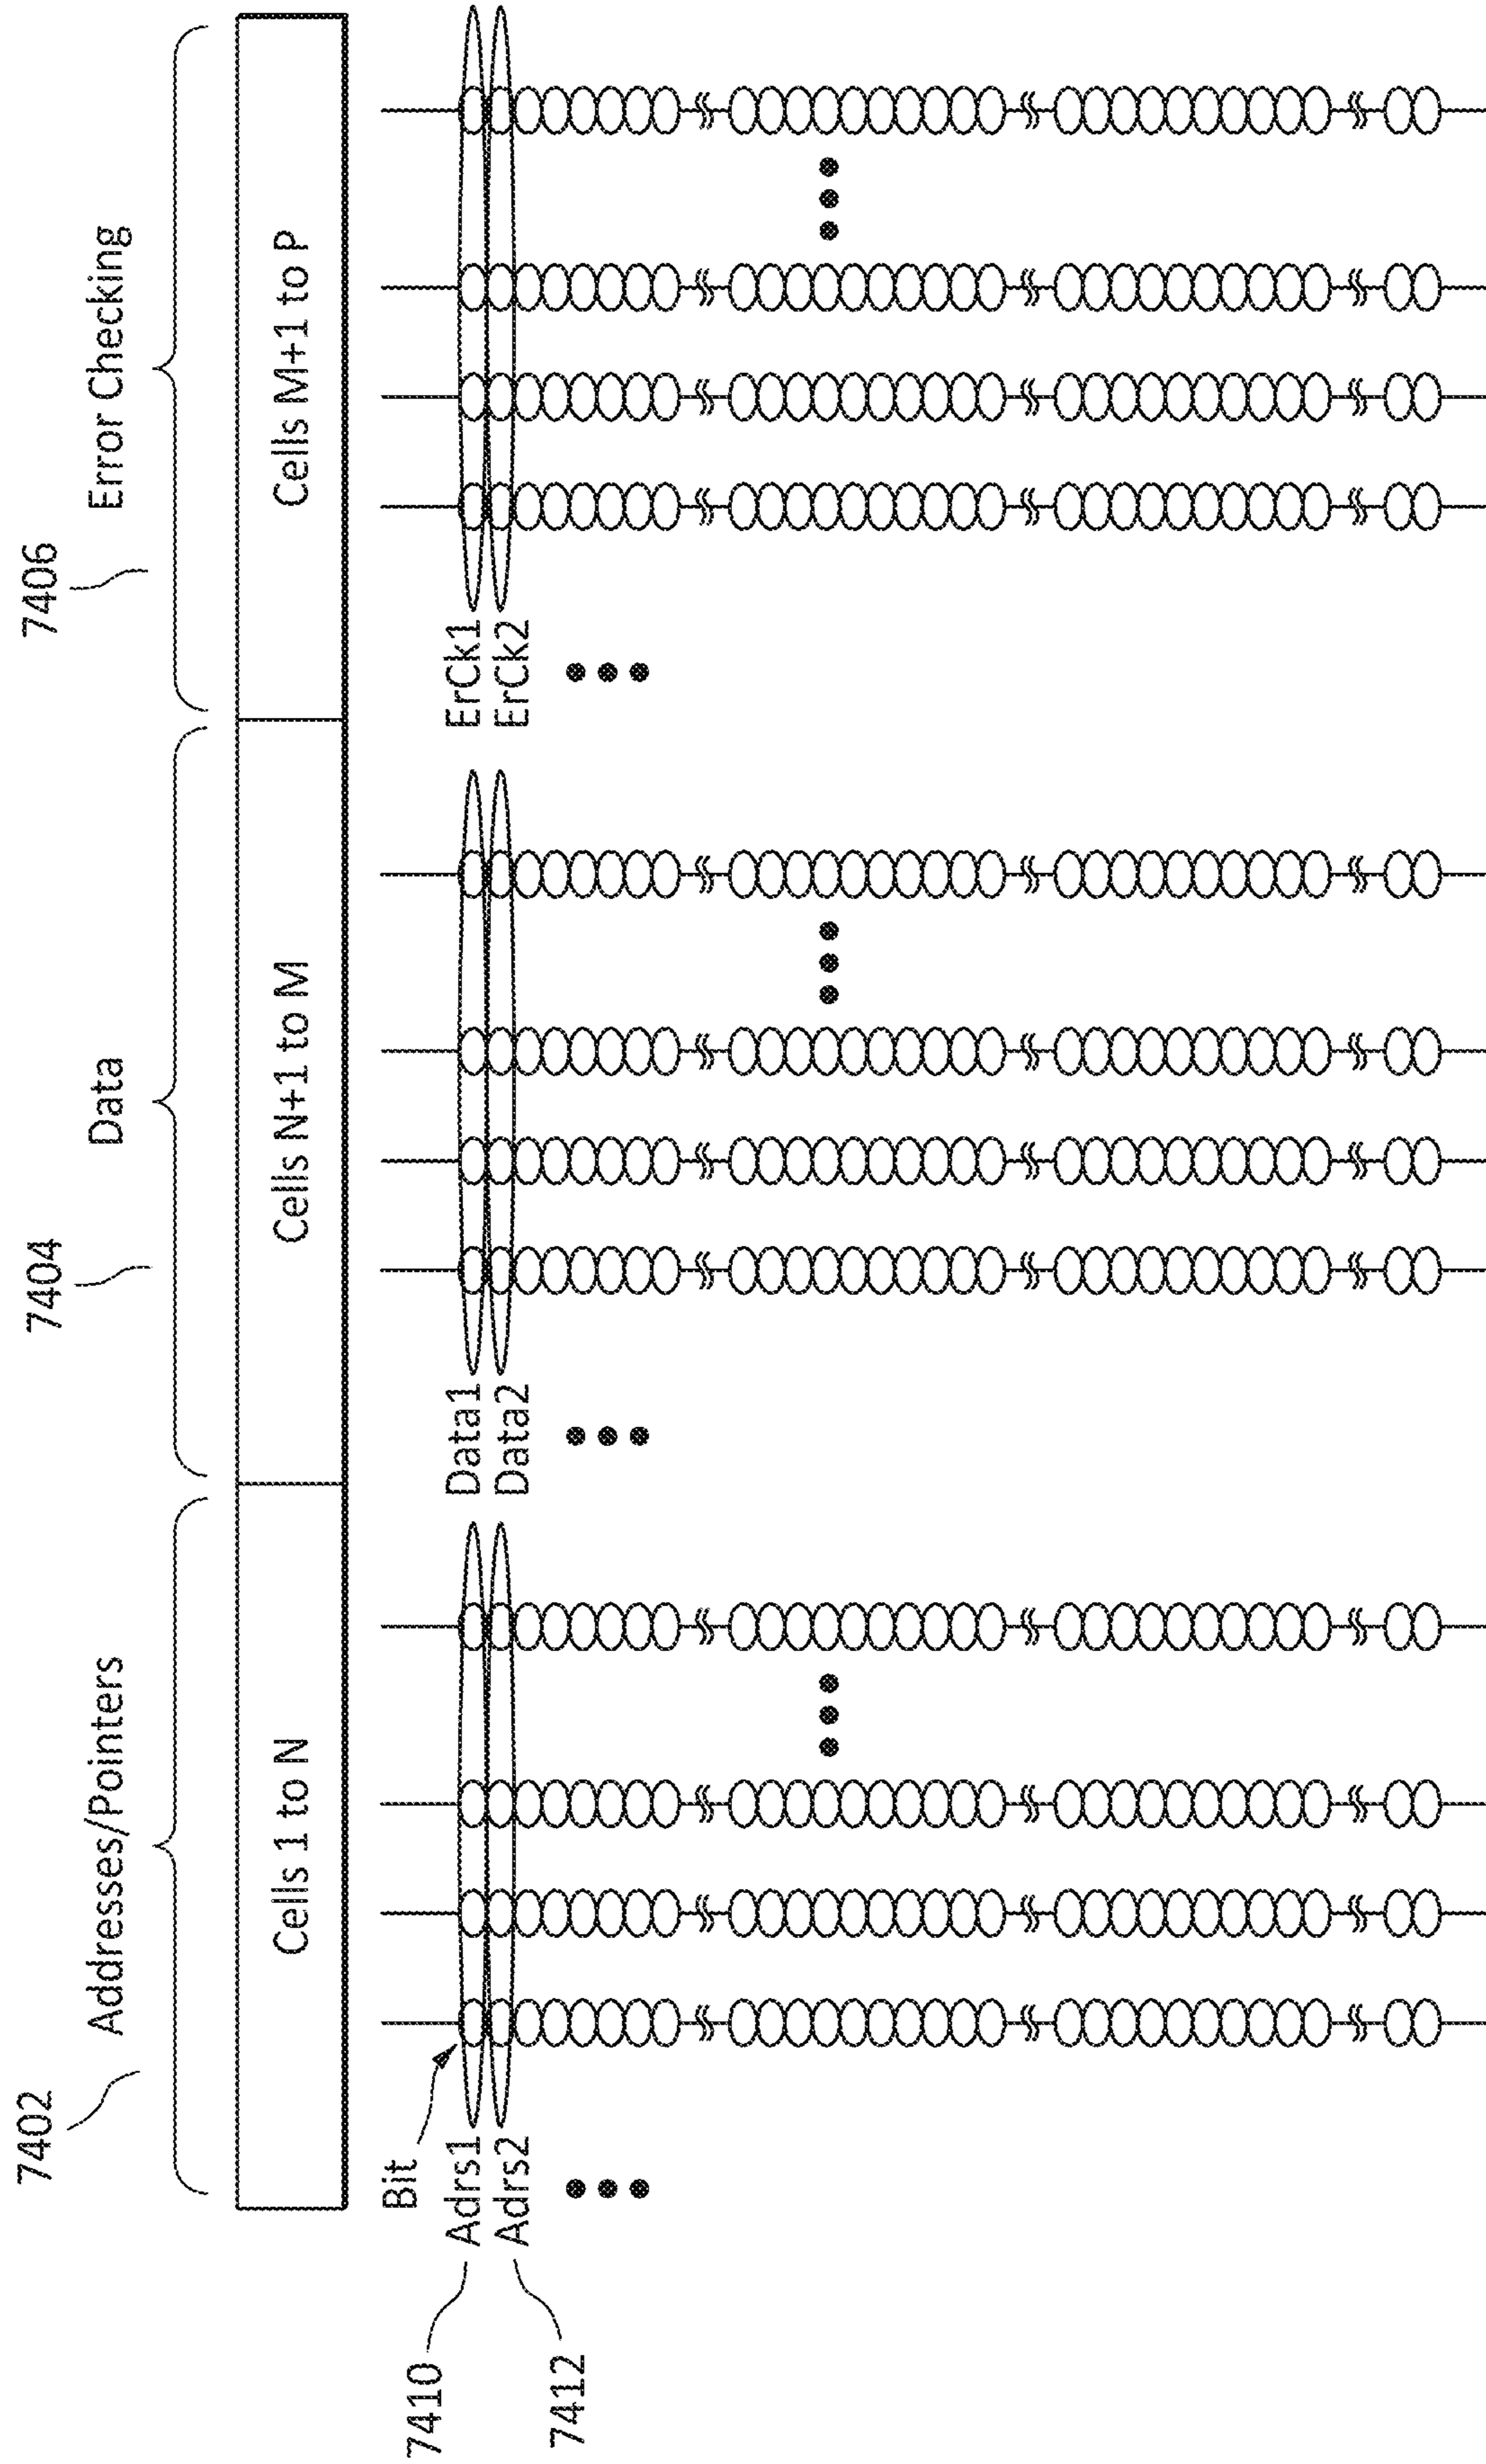 7402
7404
7406
Addresses/Pointers
Data
Error Checking
Cells 1 to N
Cells N+1 to M
Cells M+1 to P
Bit
7410
Adrs1
Data1
ErCk1
7412
Adrs2
Data2
ErCk2